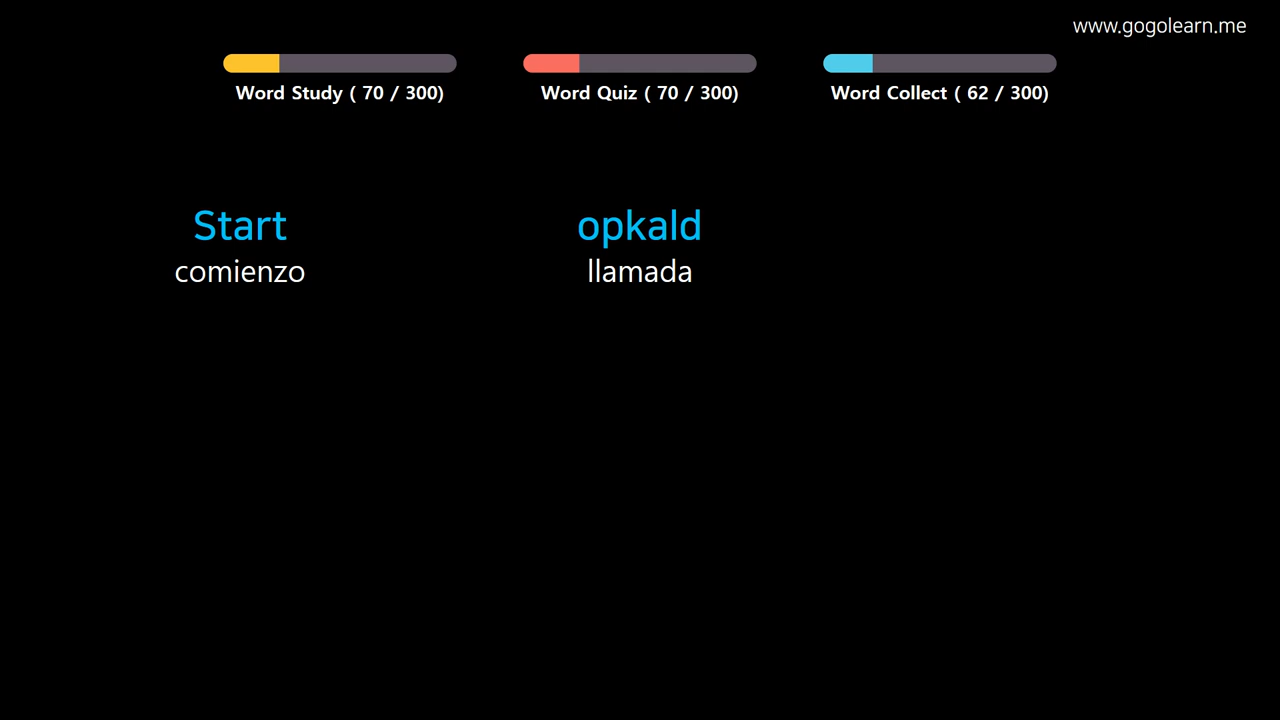 www.gogolearn.me
Word Study ( 70 / 300)
Word Quiz ( 70 / 300)
Word Collect ( 62 / 300)
Start
comienzo
opkald
llamada